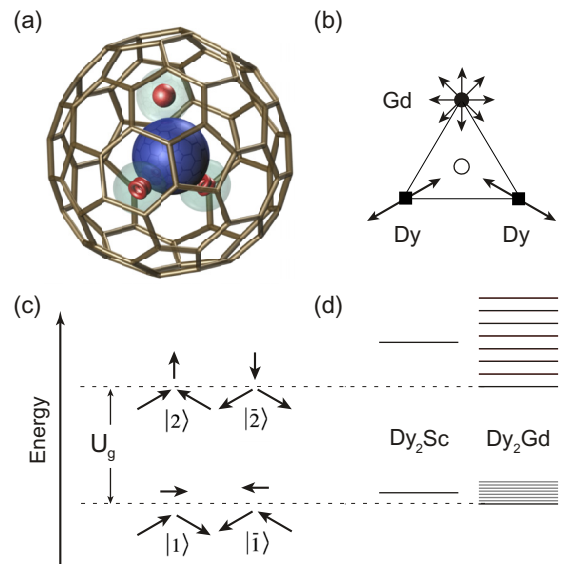 (a)
(b)
Gd
Dy
Dy
(c)
(d)
Energy
U_g
|2⟩
|2̄⟩
|1⟩
|1̄⟩
Dy₂Sc
Dy₂Gd